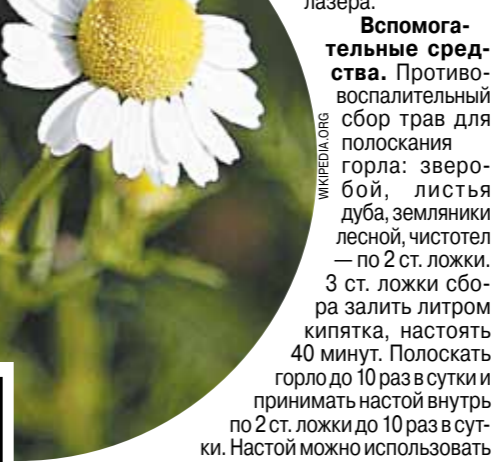 лазера.
Вспомога-
тельные сред-
ства. Противо-
воспалительный
сбор трав для
полоскания
горла: зверо-
бой, листья
дуба, земляники
лесной, чистотел
— по 2 ст. ложки.
3 ст. ложки сбо-
ра залить литром
кипятка, настоять
40 минут. Полоскать
горло до 10 раз в сутки и
принимать настой внутрь
по 2 ст. ложки до 10 раз в сут-
ки. Настой можно использовать
WIKIPEDIA.ORG